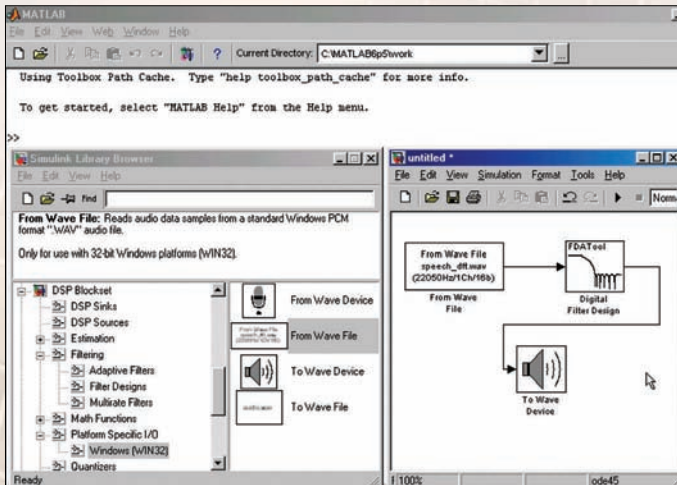 MATLAB
File Edit View Web Window Help
Current Directory: C:\MATLAB6p5\work
Using Toolbox Path Cache. Type "help toolbox_path_cache" for more info.
To get started, select "MATLAB Help" from the Help menu.
>>
Simulink Library Browser
File Edit View Help
Find
From Wave File: Reads audio data samples from a standard Windows PCM
format ".WAV" audio file.
Only for use with 32-bit Windows platforms (WIN32).
DSP Blockset
DSP Sinks
DSP Sources
Estimation
Filtering
Adaptive Filters
Filter Designs
Multirate Filters
Math Functions
Platform Specific I/O
Windows (WIN32)
Quantizers
From Wave Device
From Wave File
To Wave Device
To Wave File
Ready
untitled *
File Edit View Simulation Format Tools Help
Norm
From Wave File
speech_dft.wav
(22050Hz/1Ch/16b)
From Wave
File
FDATool
Digital
Filter Design
To Wave
Device
100%
ode45